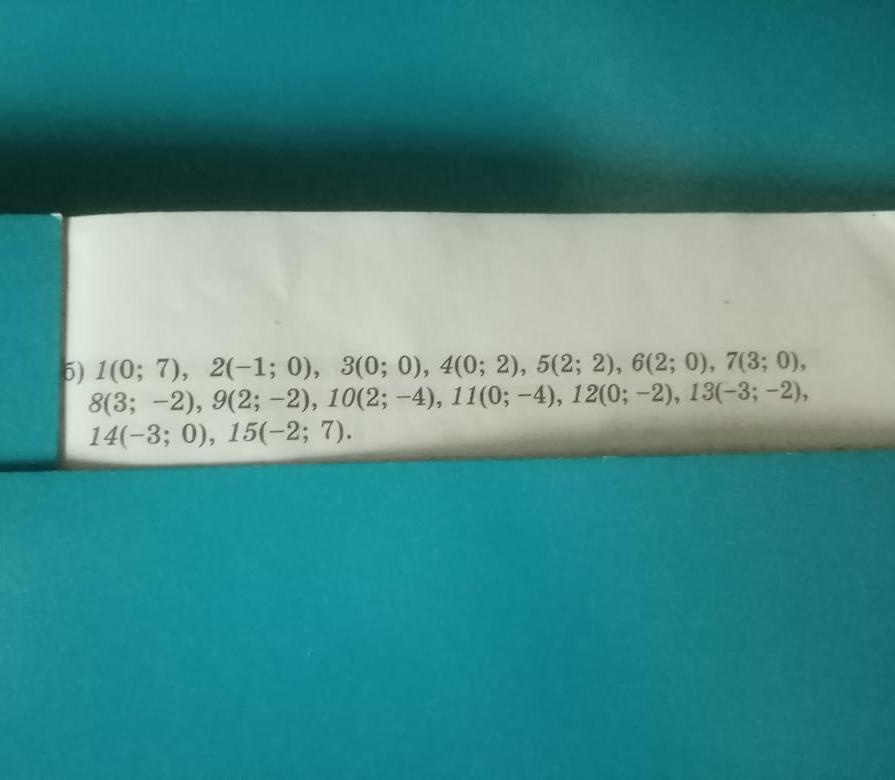 б) 1(0; 7), 2(−1; 0), 3(0; 0), 4(0; 2), 5(2; 2), 6(2; 0), 7(3; 0),
8(3; −2), 9(2; −2), 10(2; −4), 11(0; −4), 12(0; −2), 13(−3; −2),
14(−3; 0), 15(−2; 7).